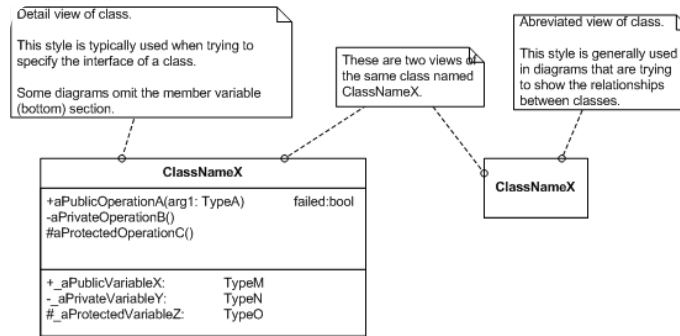 Detail view of class.
This style is typically used when trying to
specify the interface of a class.
Some diagrams omit the member variable
(bottom) section.
These are two views of
the same class named
ClassNameX.
Abreviated view of class.
This style is generally used
in diagrams that are trying
to show the relationships
between classes.
ClassNameX
+aPublicOperationA(arg1: TypeA) failed:bool
-aPrivateOperationB()
#aProtectedOperationC()
+_aPublicVariableX: TypeM
-_aPrivateVariableY: TypeN
#_aProtectedVariableZ: TypeO
ClassNameX